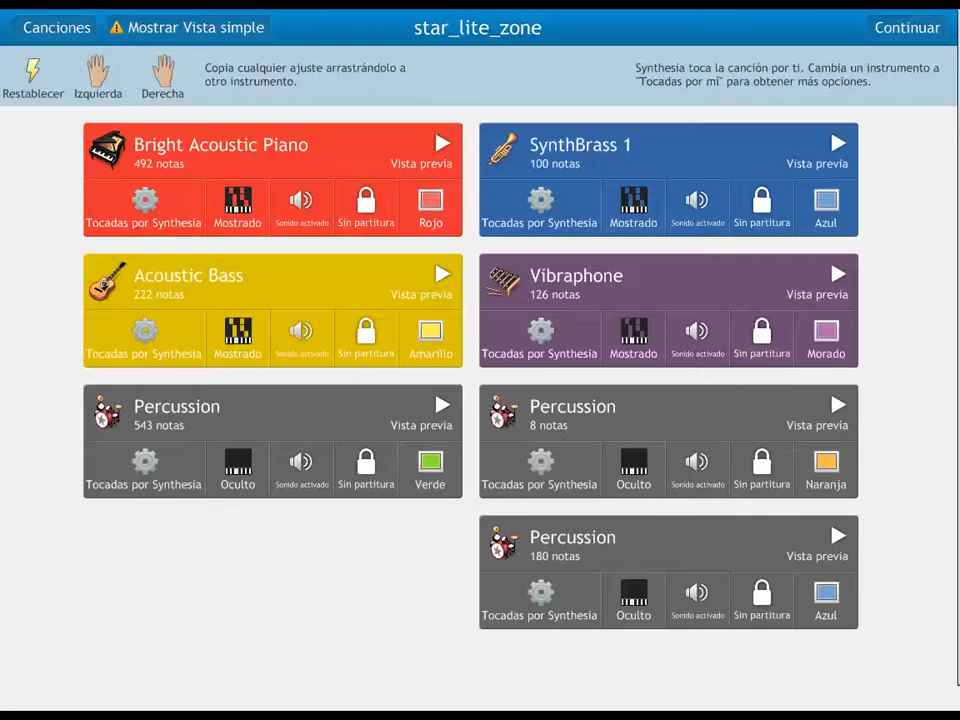 Canciones
Mostrar Vista simple
star_lite_zone
Continuar
Restablecer
Izquierda
Derecha
Copia cualquier ajuste arrastrándolo a
otro instrumento.
Synthesia toca la canción por ti. Cambia un instrumento a
"Tocadas por mí" para obtener más opciones.
Bright Acoustic Piano
492 notas
Vista previa
Tocadas por Synthesia
Mostrado
Sonido activado
Sin partitura
Rojo
SynthBrass 1
100 notas
Vista previa
Tocadas por Synthesia
Mostrado
Sonido activado
Sin partitura
Azul
Acoustic Bass
222 notas
Vista previa
Tocadas por Synthesia
Mostrado
Sonido activado
Sin partitura
Amarillo
Vibraphone
126 notas
Vista previa
Tocadas por Synthesia
Mostrado
Sonido activado
Sin partitura
Morado
Percussion
543 notas
Vista previa
Tocadas por Synthesia
Oculto
Sonido activado
Sin partitura
Verde
Percussion
8 notas
Vista previa
Tocadas por Synthesia
Oculto
Sonido activado
Sin partitura
Naranja
Percussion
180 notas
Vista previa
Tocadas por Synthesia
Oculto
Sonido activado
Sin partitura
Azul